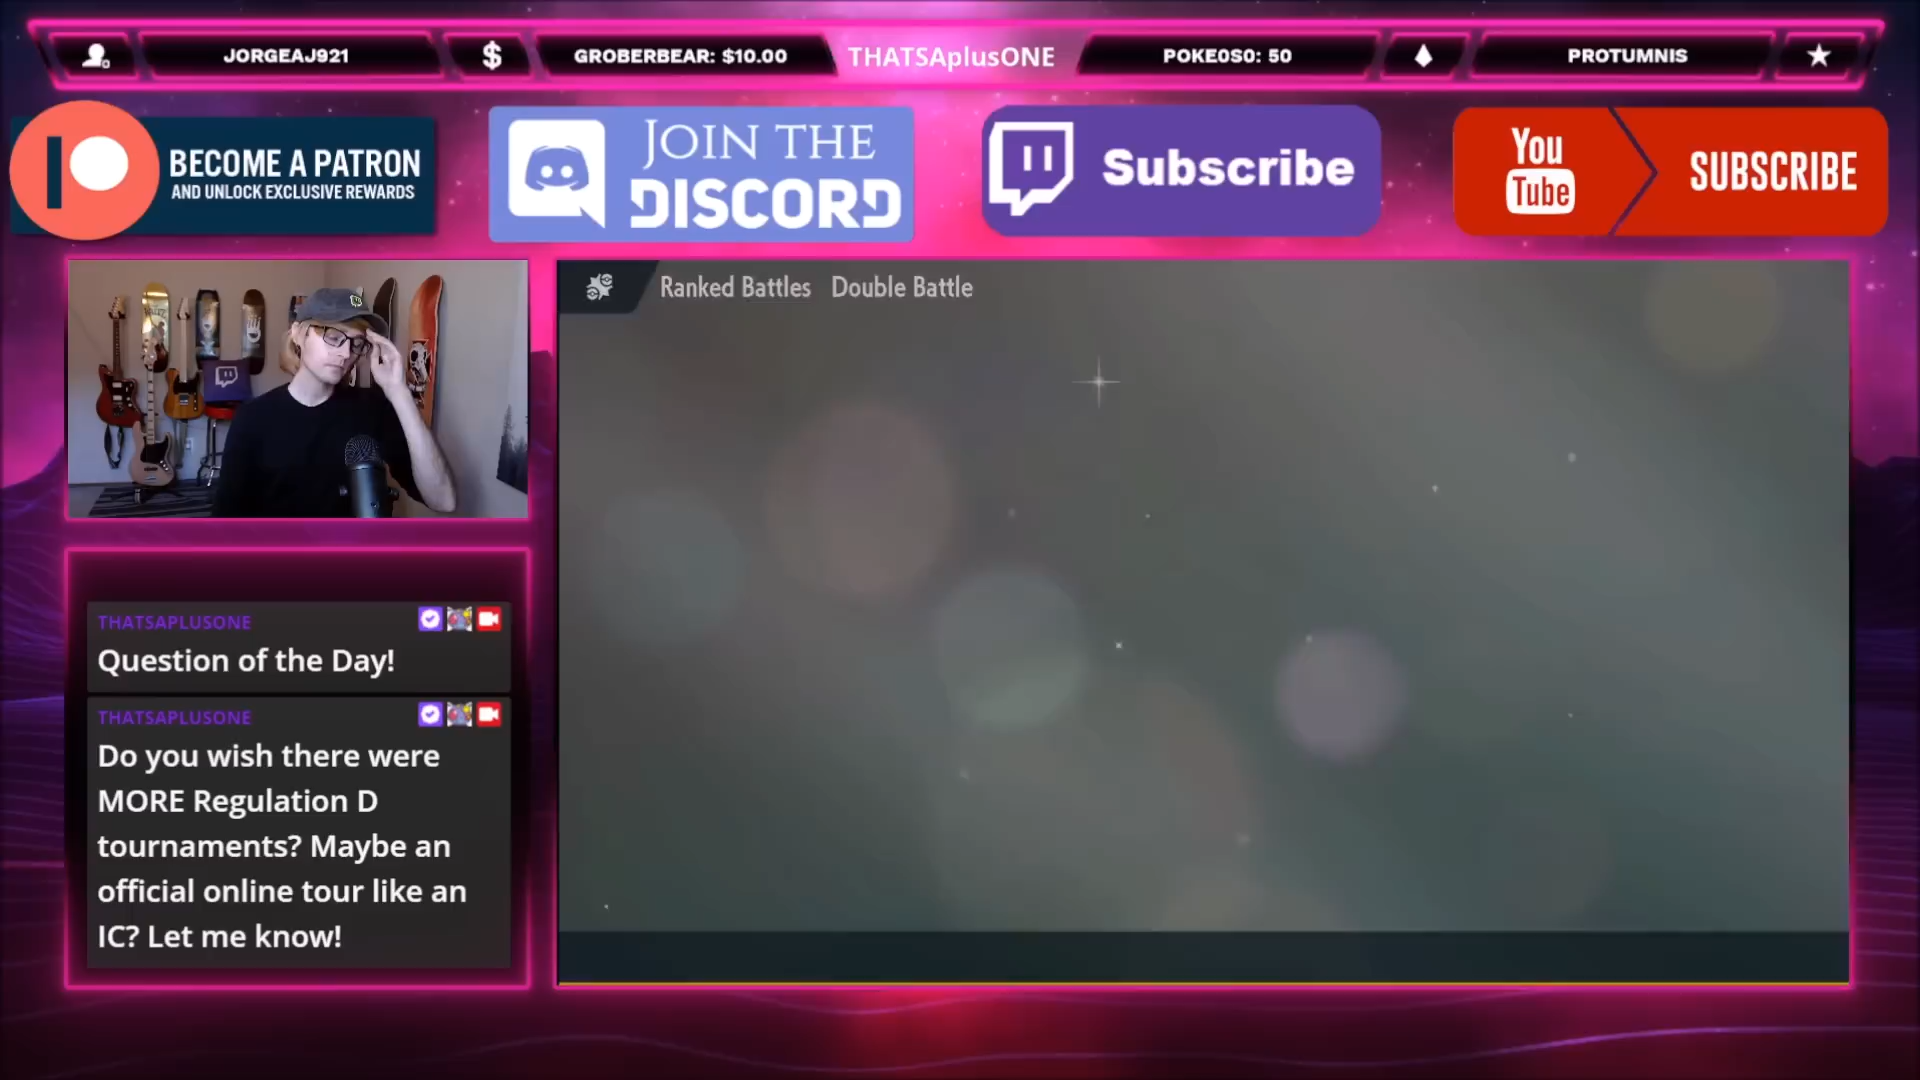 JORGEAJ921
$
GROBERBEAR: $10.00
THATSAplusONE
POKE0S0: 50
PROTUMNIS
BECOME A PATRON
AND UNLOCK EXCLUSIVE REWARDS
JOIN THE
DISCORD
Subscribe
You
Tube
SUBSCRIBE
Ranked Battles Double Battle
THATSAPLUSONE
Question of the Day!
THATSAPLUSONE
Do you wish there were
MORE Regulation D
tournaments? Maybe an
official online tour like an
IC? Let me know!